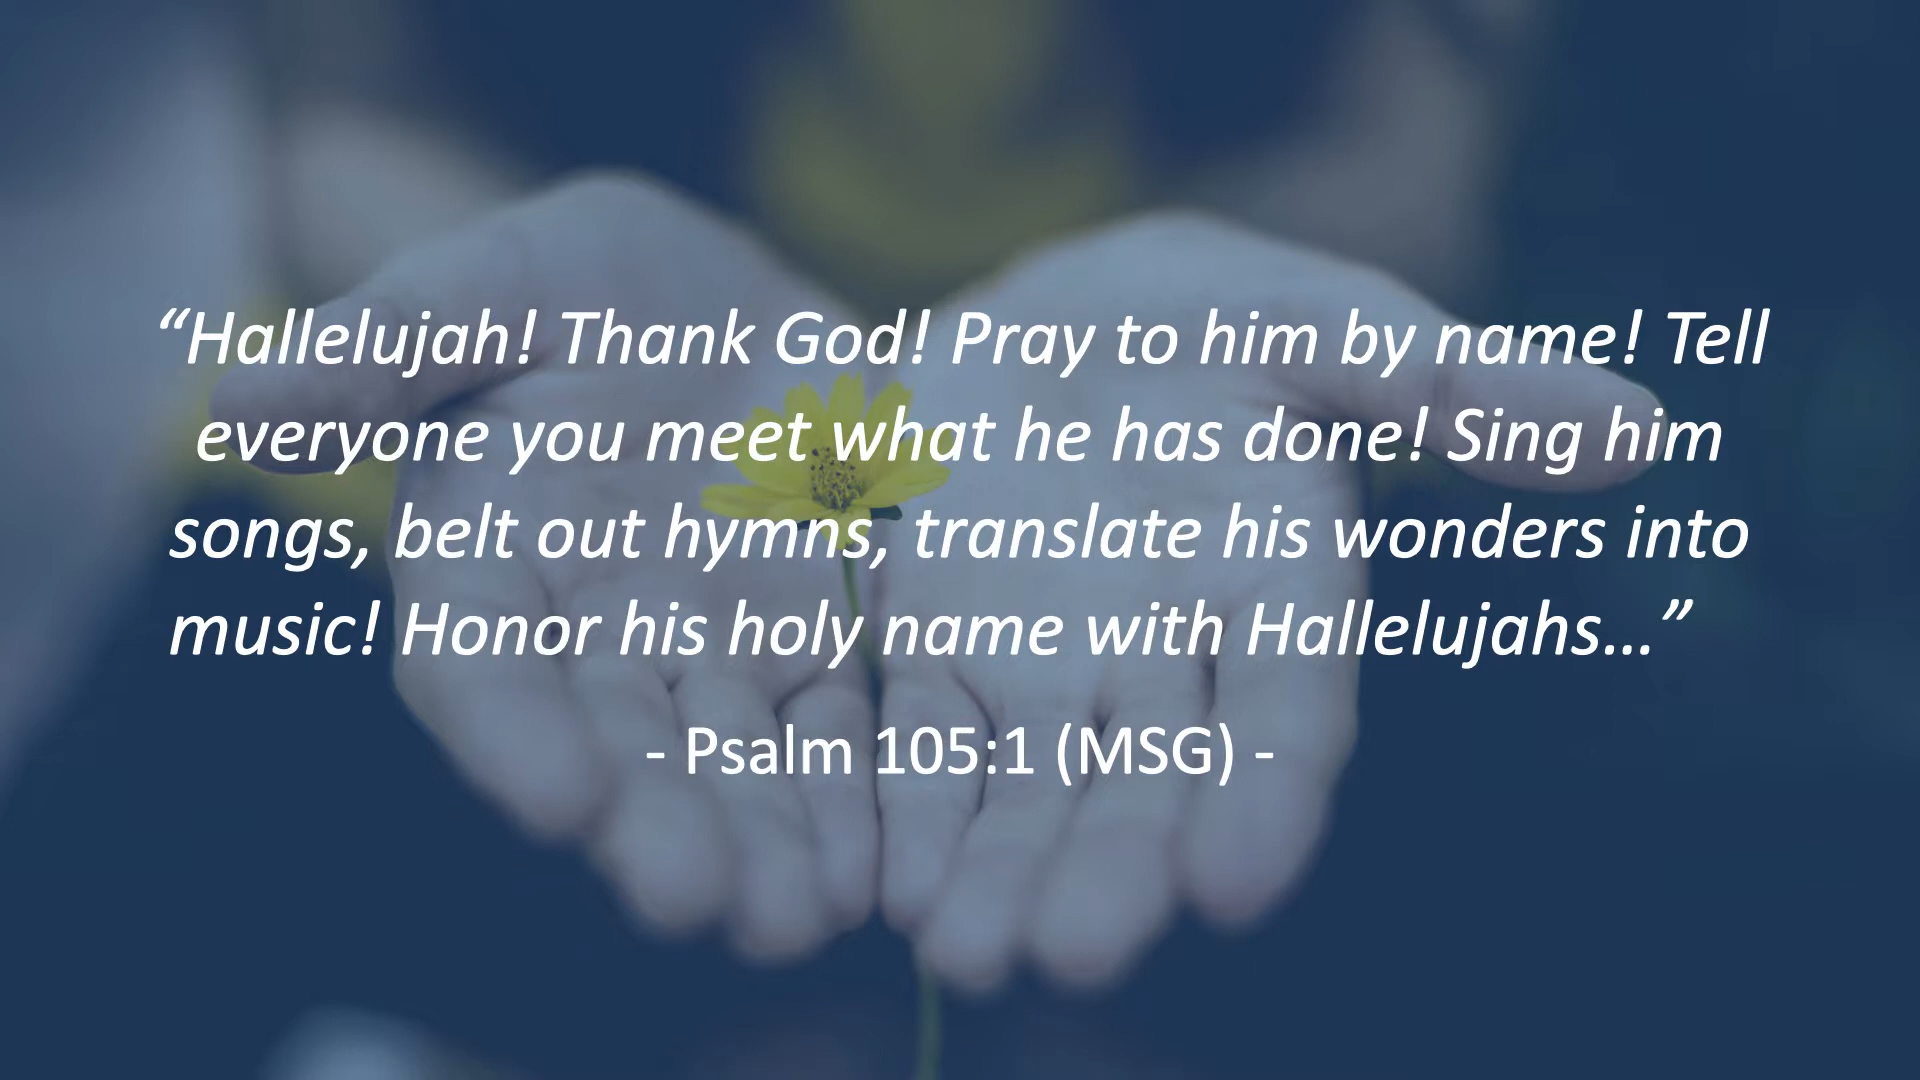 “Hallelujah! Thank God! Pray to him by name! Tell
everyone you meet what he has done! Sing him
songs, belt out hymns, translate his wonders into
music! Honor his holy name with Hallelujahs…”
- Psalm 105:1 (MSG) -